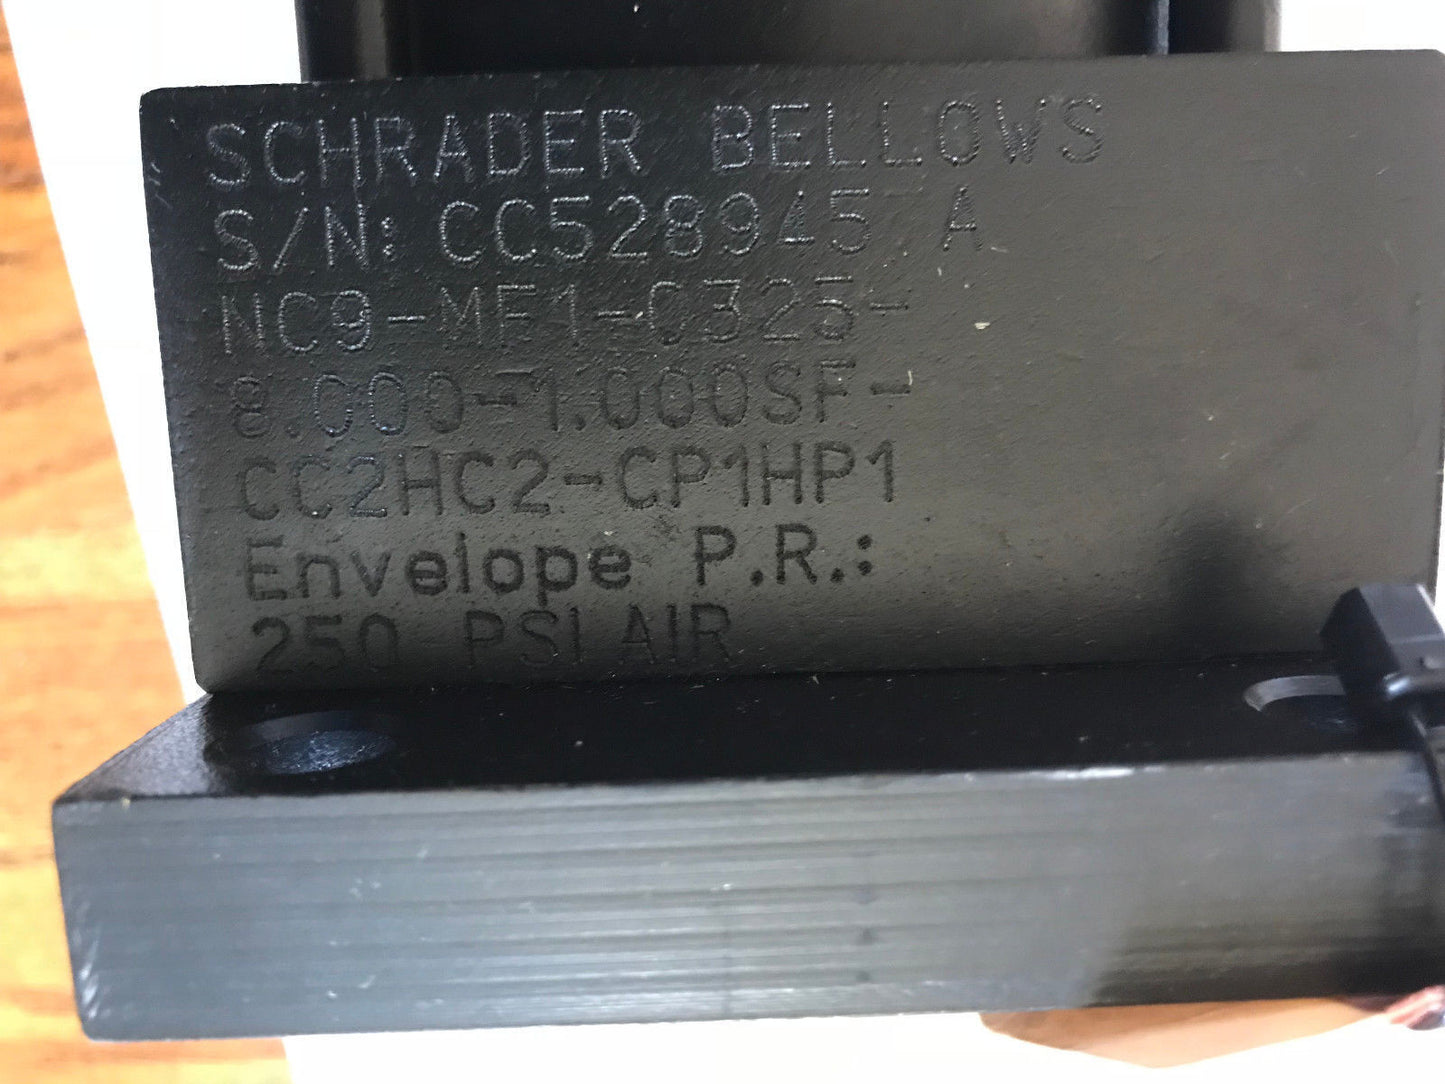 SCHRADER BELLOWS
S/N: CC528945 A
NC9-MF1-C325-
8.000-1.000SF-
CC2HC2-CP1HP1
Envelope P.R.:
250 PSI AIR